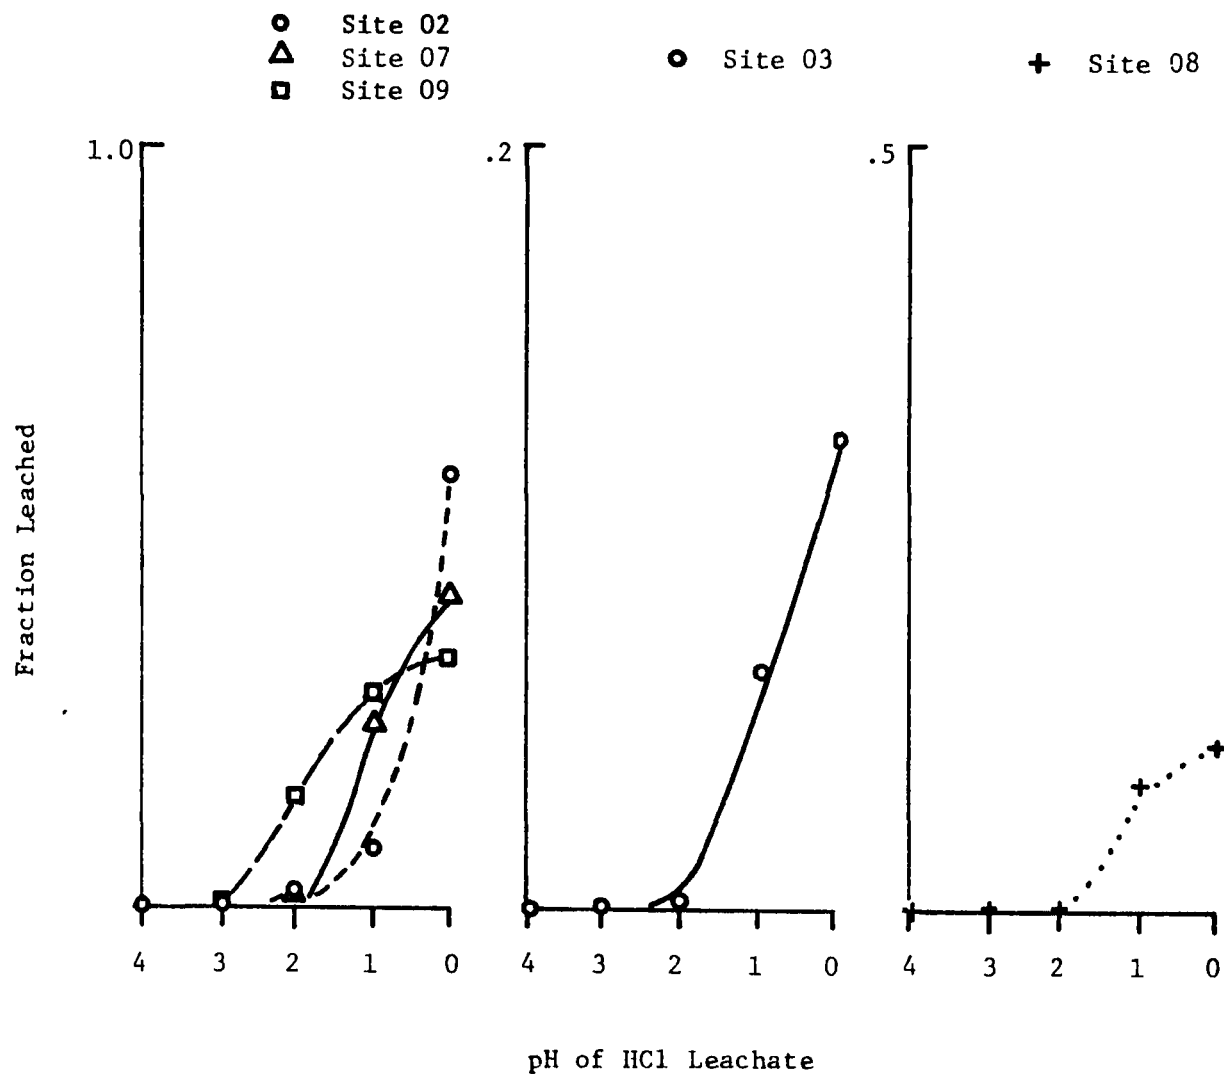 Site 02
Site 07
Site 09
Site 03
Site 08
1.0
.2
.5
Fraction Leached
4 3 2 1 0
4 3 2 1 0
4 3 2 1 0
pH of HCl Leachate